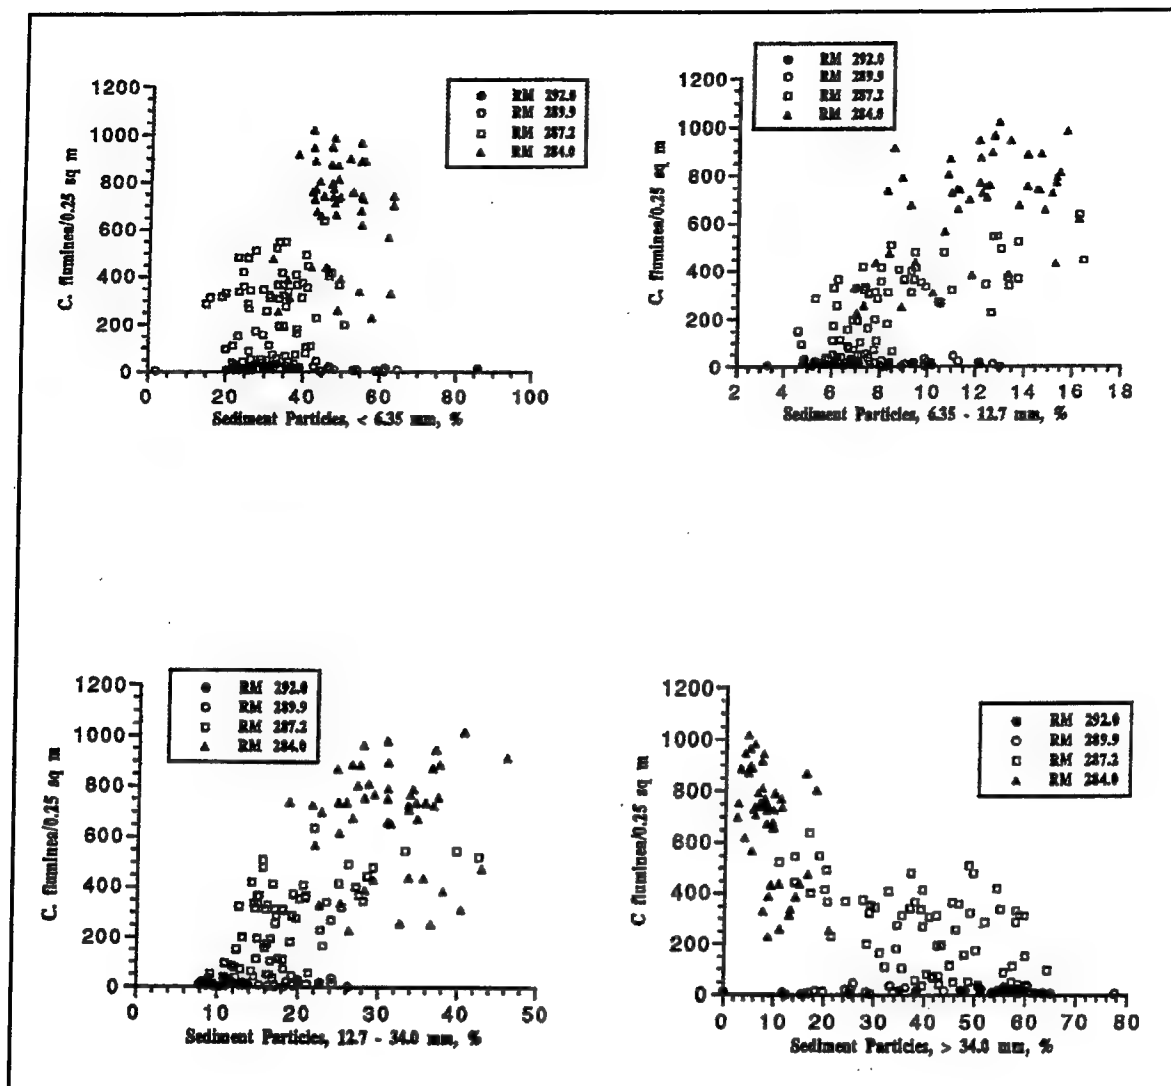 RM 292.0
RM 289.9
RM 287.2
RM 284.0
1200
1000
800
600
400
200
0
C. fluminea/0.25 sq m
0 20 40 60 80 100
Sediment Particles, < 6.35 mm, %
RM 292.0
RM 289.9
RM 287.2
RM 284.0
1200
1000
800
600
400
200
0
C. fluminea/0.25 sq m
2 4 6 8 10 12 14 16 18
Sediment Particles, 6.35 - 12.7 mm, %
RM 292.0
RM 289.9
RM 287.2
RM 284.0
1200
1000
800
600
400
200
0
C. fluminea/0.25 sq m
0 10 20 30 40 50
Sediment Particles, 12.7 - 34.0 mm, %
RM 292.0
RM 289.9
RM 287.2
RM 284.0
1200
1000
800
600
400
200
0
C fluminea/0.25 sq m
0 10 20 30 40 50 60 70 80
Sediment Particles, > 34.0 mm, %